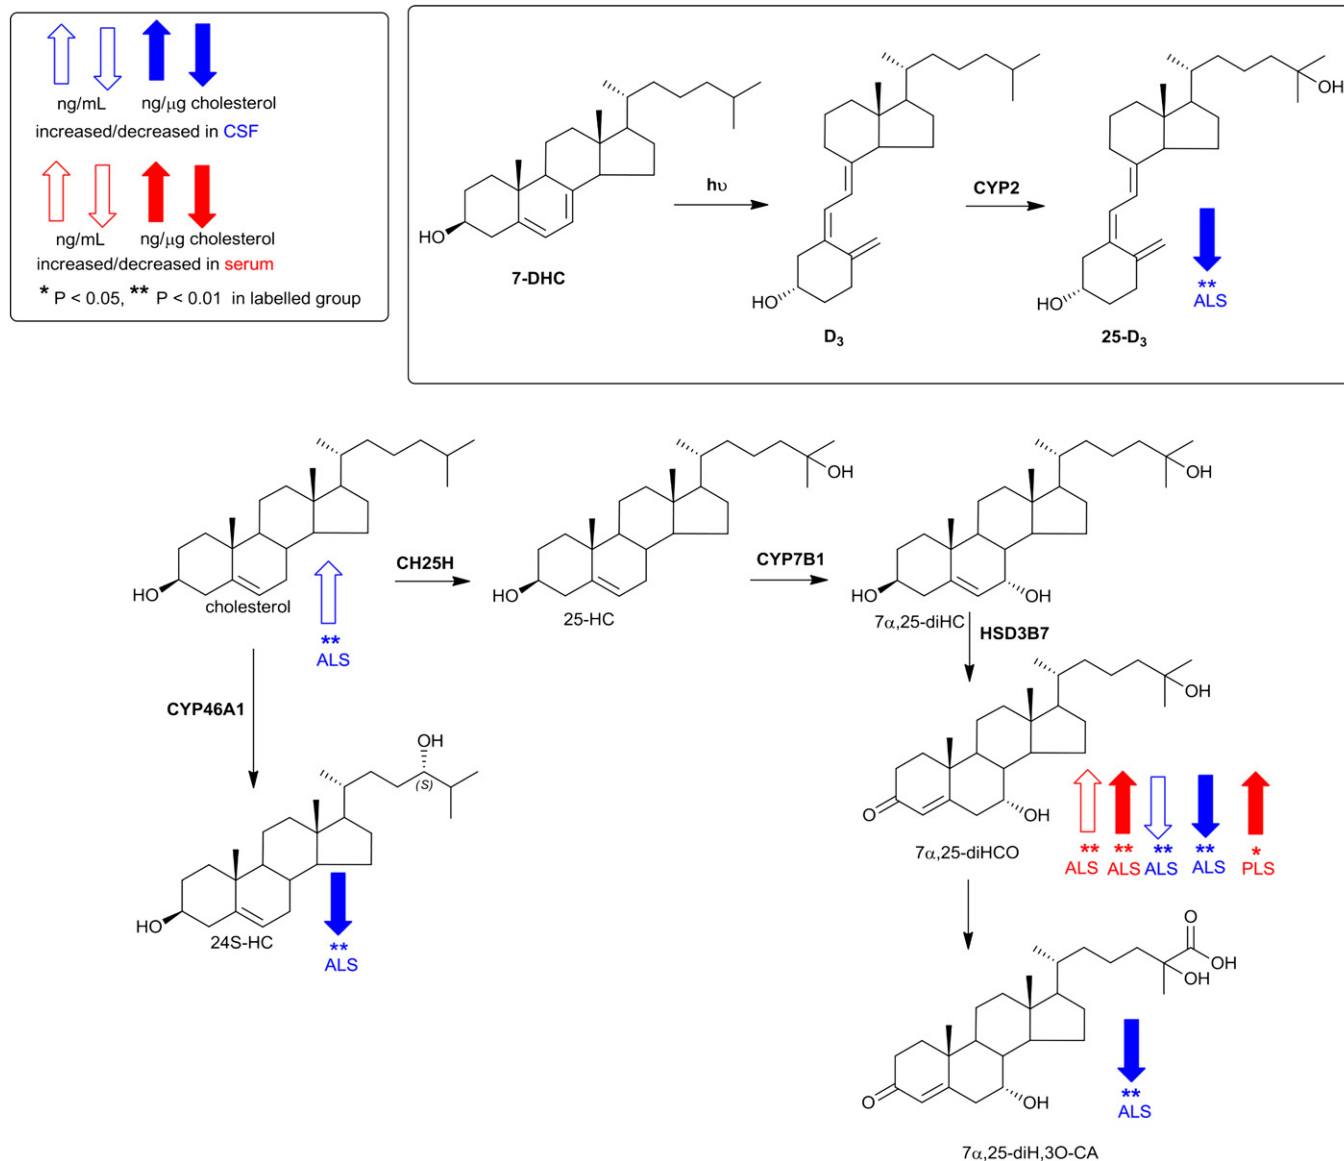 ng/mL ng/μg cholesterol
increased/decreased in CSF
ng/mL ng/μg cholesterol
increased/decreased in serum
* P < 0.05, ** P < 0.01 in labelled group
HO
7-DHC
hυ
HO
D3
CYP2
OH
HO
25-D3
**
ALS
HO
cholesterol
**
ALS
CH25H
OH
HO
25-HC
CYP7B1
OH
HO
OH
7α,25-diHC
HSD3B7
CYP46A1
OH
(S)
HO
24S-HC
**
ALS
OH
O
OH
7α,25-diHCO
** ** ** ** *
ALS ALS ALS ALS PLS
O
OH
OH
O
OH
**
ALS
7α,25-diH,3O-CA